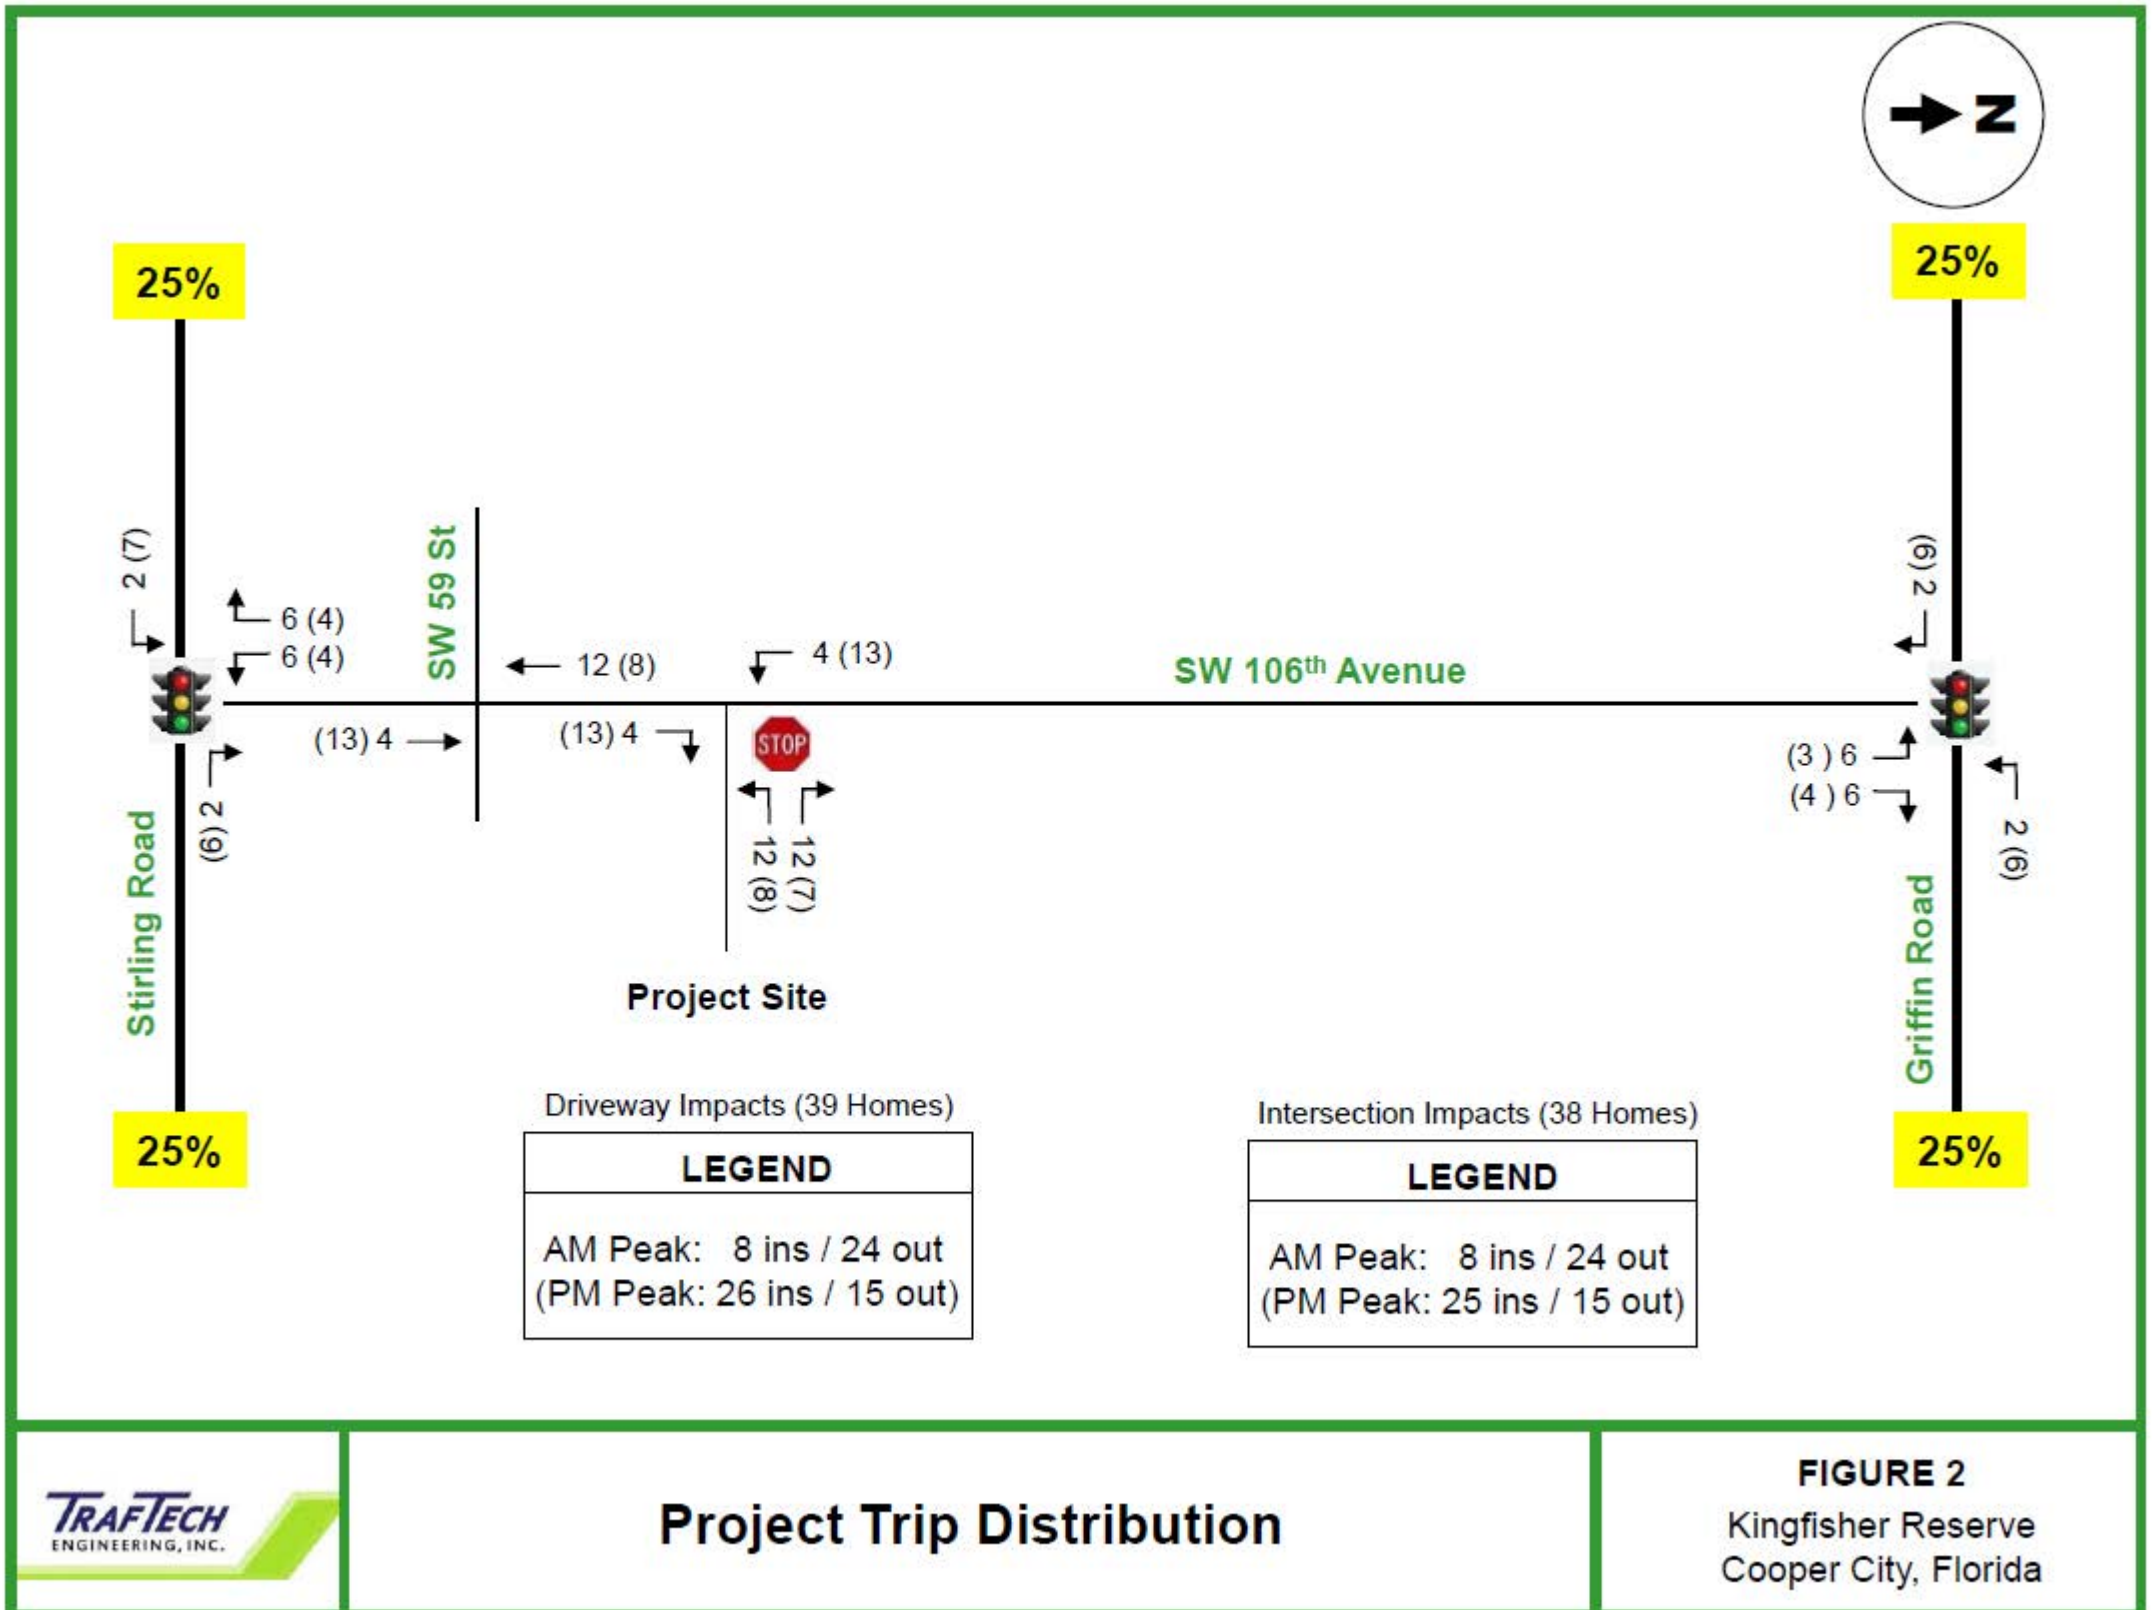 N
25%
25%
2 (7)
6 (4)
6 (4)
SW 59 St
12 (8)
4 (13)
SW 106th Avenue
(6) 2
(13) 4
(13) 4
STOP
(3 ) 6
(4 ) 6
(6) 2
12 (8)
12 (7)
2 (6)
Stirling Road
Griffin Road
Project Site
25%
25%
Driveway Impacts (39 Homes)
LEGEND
AM Peak: 8 ins / 24 out
(PM Peak: 26 ins / 15 out)
Intersection Impacts (38 Homes)
LEGEND
AM Peak: 8 ins / 24 out
(PM Peak: 25 ins / 15 out)
TRAFTECH
ENGINEERING, INC.
Project Trip Distribution
FIGURE 2
Kingfisher Reserve
Cooper City, Florida